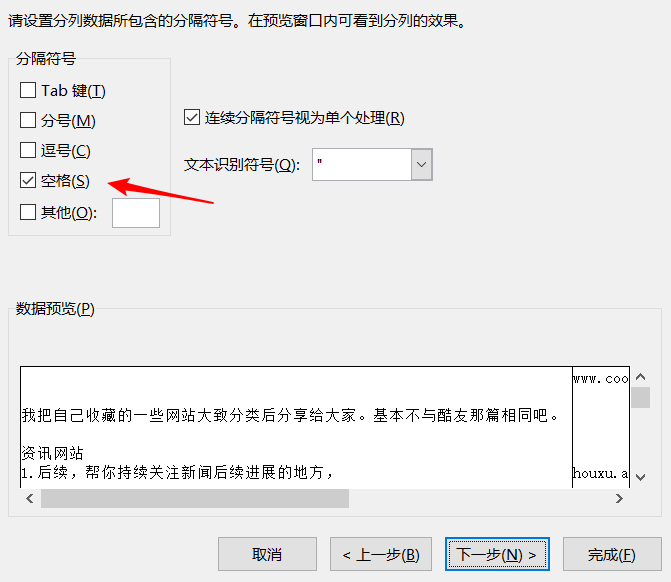 请设置分列数据所包含的分隔符号。在预览窗口内可看到分列的效果。
分隔符号
Tab 键(T)
分号(M)
连续分隔符号视为单个处理(R)
逗号(C)
文本识别符号(Q): "
空格(S)
其他(O):
数据预览(P)
www.coo
我把自己收藏的一些网站大致分类后分享给大家。基本不与酷友那篇相同吧。
资讯网站
1.后续，帮你持续关注新闻后续进展的地方， houxu.a
取消 < 上一步(B) 下一步(N) > 完成(F)